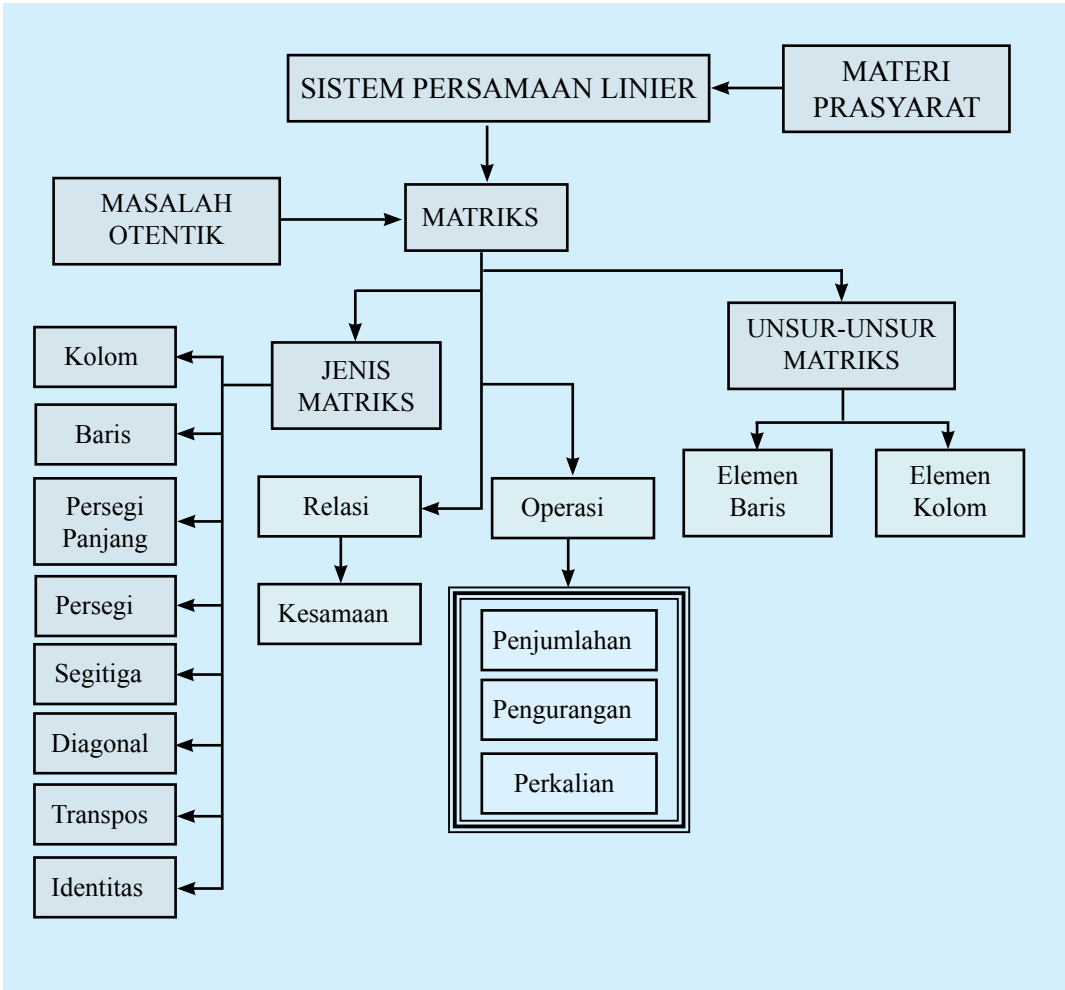 SISTEM PERSAMAAN LINIER
MATERI
PRASYARAT
MASALAH
OTENTIK
MATRIKS
UNSUR-UNSUR
MATRIKS
JENIS
MATRIKS
Kolom
Baris
Persegi
Panjang
Persegi
Segitiga
Diagonal
Transpos
Identitas
Relasi
Kesamaan
Operasi
Penjumlahan
Pengurangan
Perkalian
Elemen
Baris
Elemen
Kolom